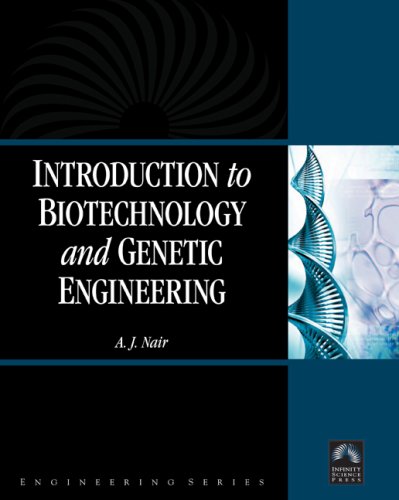 INTRODUCTION to
BIOTECHNOLOGY
and GENETIC
ENGINEERING
A. J. Nair
ENGINEERING SERIES
INFINITY
SCIENCE
PRESS